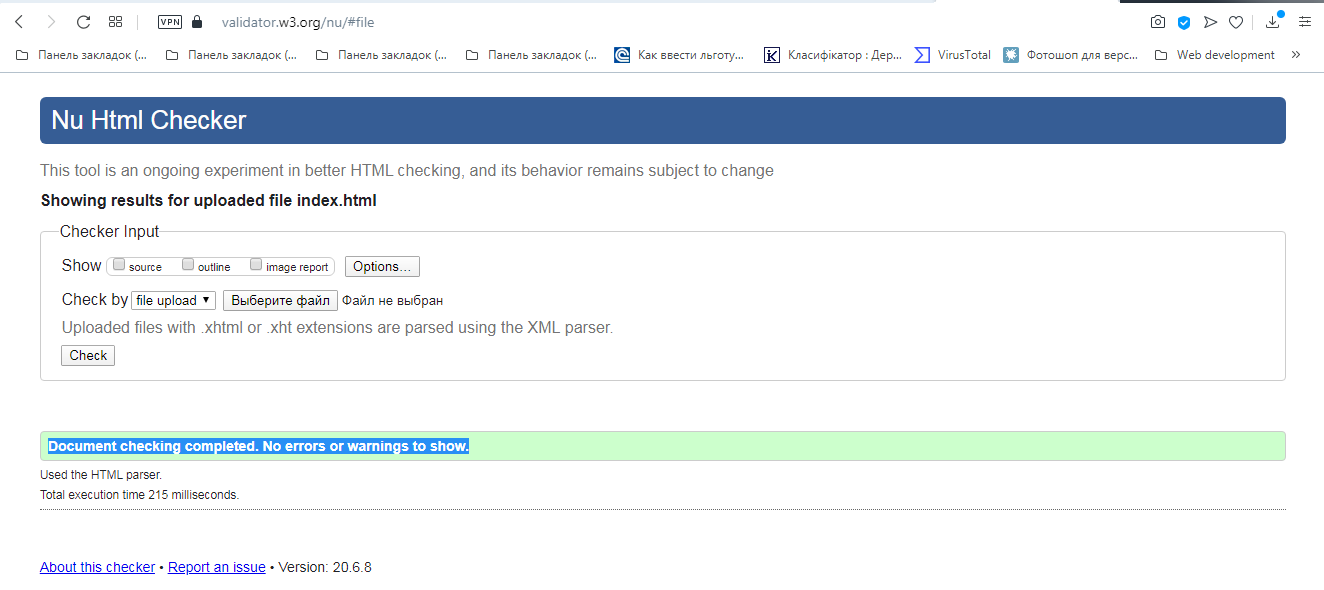 VPN validator.w3.org/nu/#file
Панель закладок (... Панель закладок (... Панель закладок (... Панель закладок (... Как ввести льготу... Класифікатор : Дер... VirusTotal Фотошоп для верс... Web development »
Nu Html Checker
This tool is an ongoing experiment in better HTML checking, and its behavior remains subject to change
Showing results for uploaded file index.html
Checker Input
Show source outline image report Options...
Check by file upload Выберите файл Файл не выбран
Uploaded files with .xhtml or .xht extensions are parsed using the XML parser.
Check
Document checking completed. No errors or warnings to show.
Used the HTML parser.
Total execution time 215 milliseconds.
About this checker • Report an issue • Version: 20.6.8